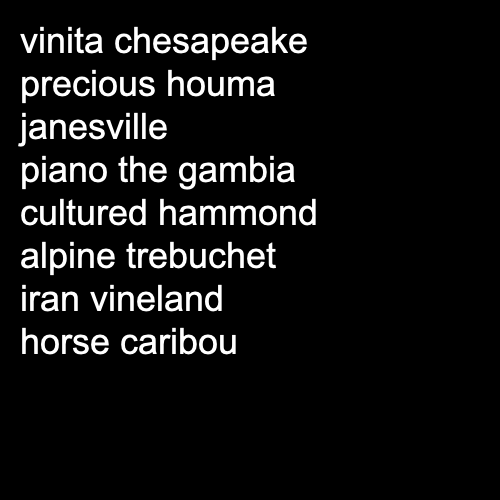 vinita chesapeake
precious houma
janesville
piano the gambia
cultured hammond
alpine trebuchet
iran vineland
horse caribou